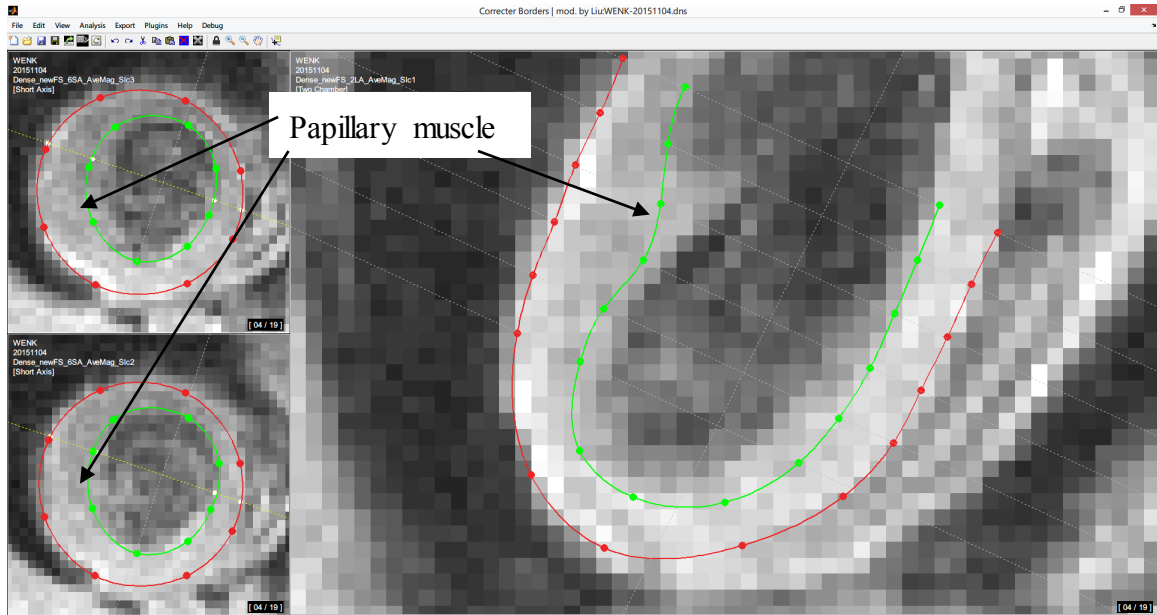 Correcter Borders | mod. by Liu:WENK-20151104.dns
File Edit View Analysis Export Plugins Help Debug
WENK
20151104
Dense_newFS_6SA_AveMag_Slc3
[Short Axis]
[ 04 / 19 ]
WENK
20151104
Dense_newFS_6SA_AveMag_Slc2
[Short Axis]
[ 04 / 19 ]
WENK
20151104
Dense_newFS_2LA_AveMag_Slc1
[Two Chamber]
[ 04 / 19 ]
Papillary muscle